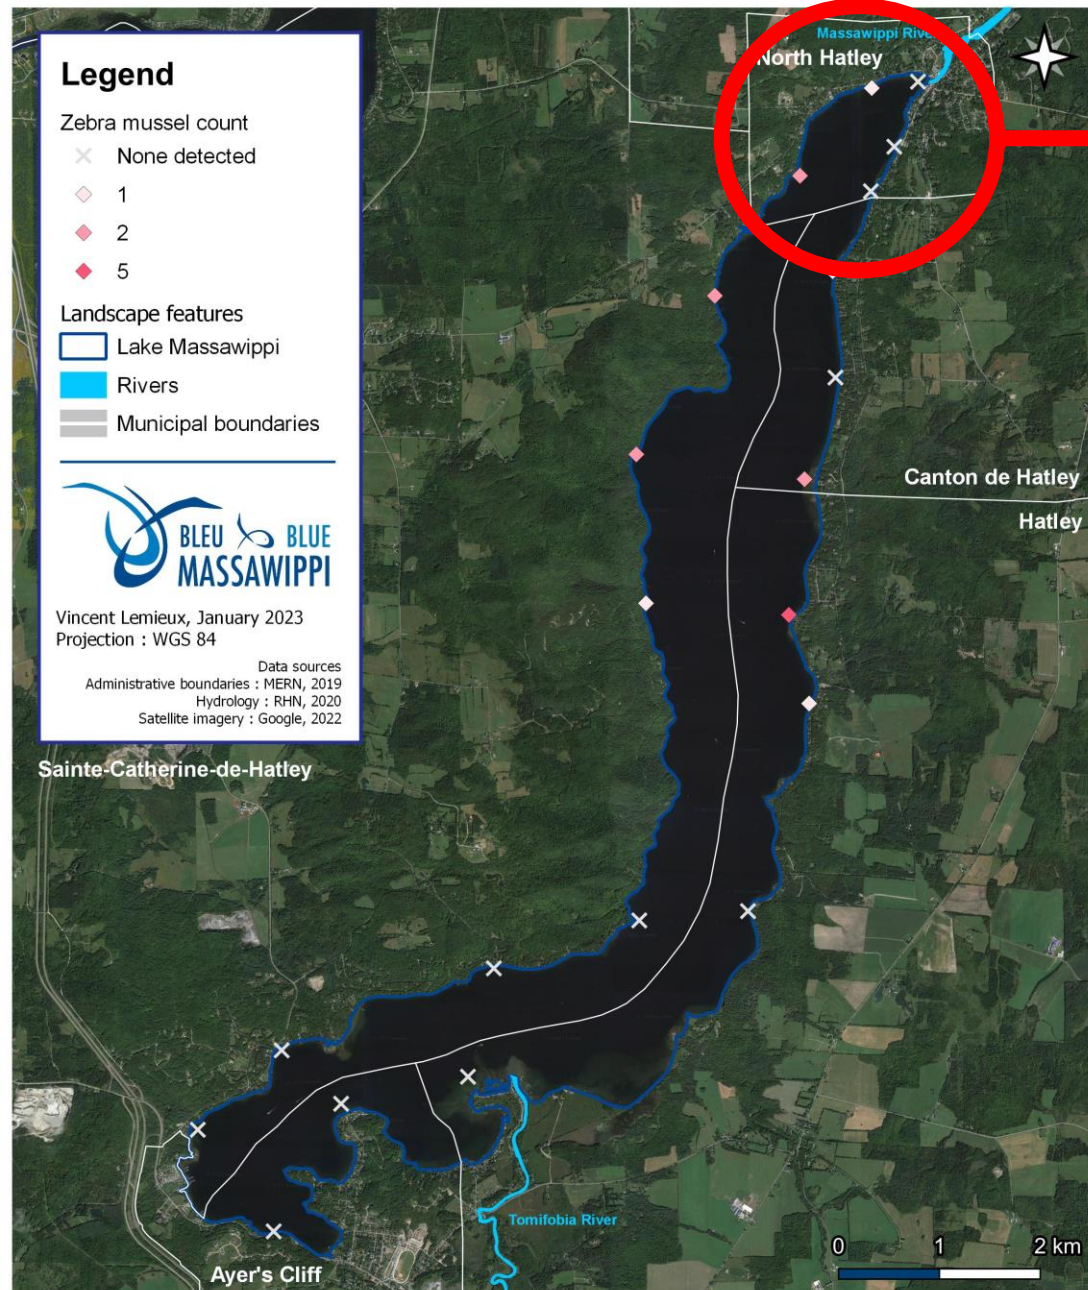 Legend
Zebra mussel count
None detected
1
2
5
Landscape features
Lake Massawippi
Rivers
Municipal boundaries
BLEU BLUE
MASSAWIPPI
Vincent Lemieux, January 2023
Projection : WGS 84
Data sources
Administrative boundaries : MERN, 2019
Hydrology : RHN, 2020
Satellite imagery : Google, 2022
Massawippi River
North Hatley
Canton de Hatley
Hatley
Sainte-Catherine-de-Hatley
Tomifobia River
Ayer's Cliff
0 1 2 km